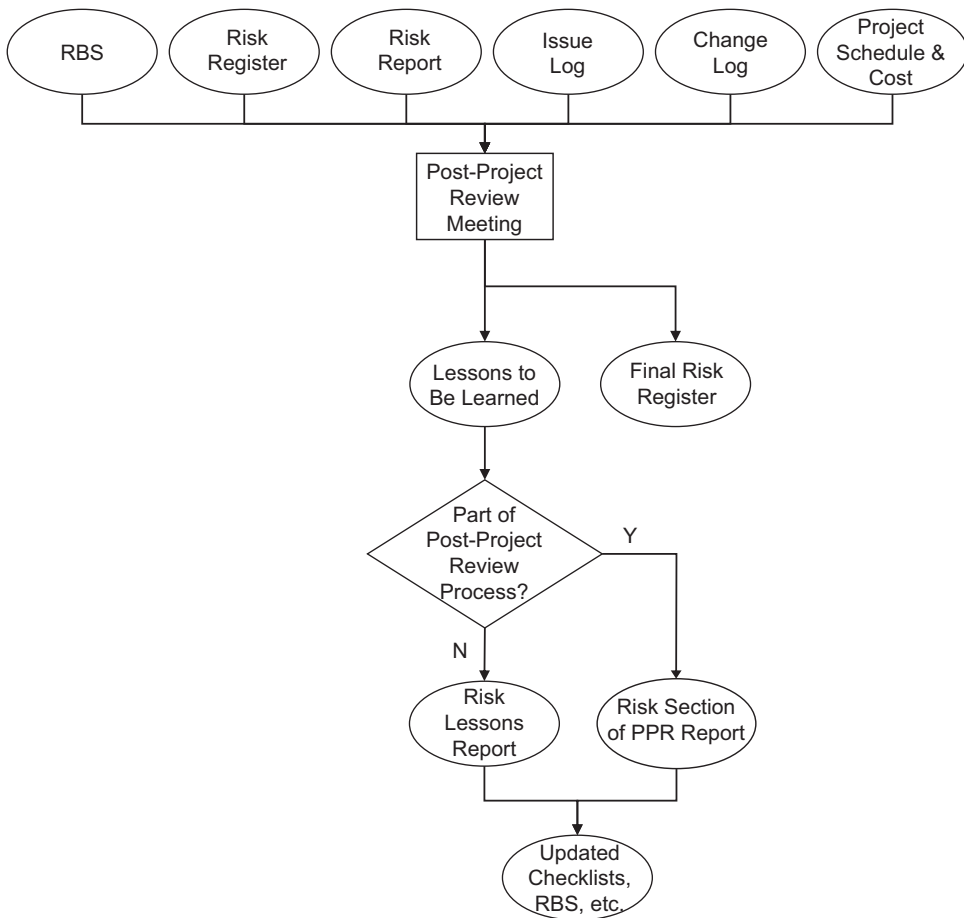 RBS
Risk
Register
Risk
Report
Issue
Log
Change
Log
Project
Schedule &
Cost
Post-Project
Review
Meeting
Lessons to
Be Learned
Final Risk
Register
Part of
Post-Project
Review
Process?
Y
N
Risk
Lessons
Report
Risk Section
of PPR Report
Updated
Checklists,
RBS, etc.